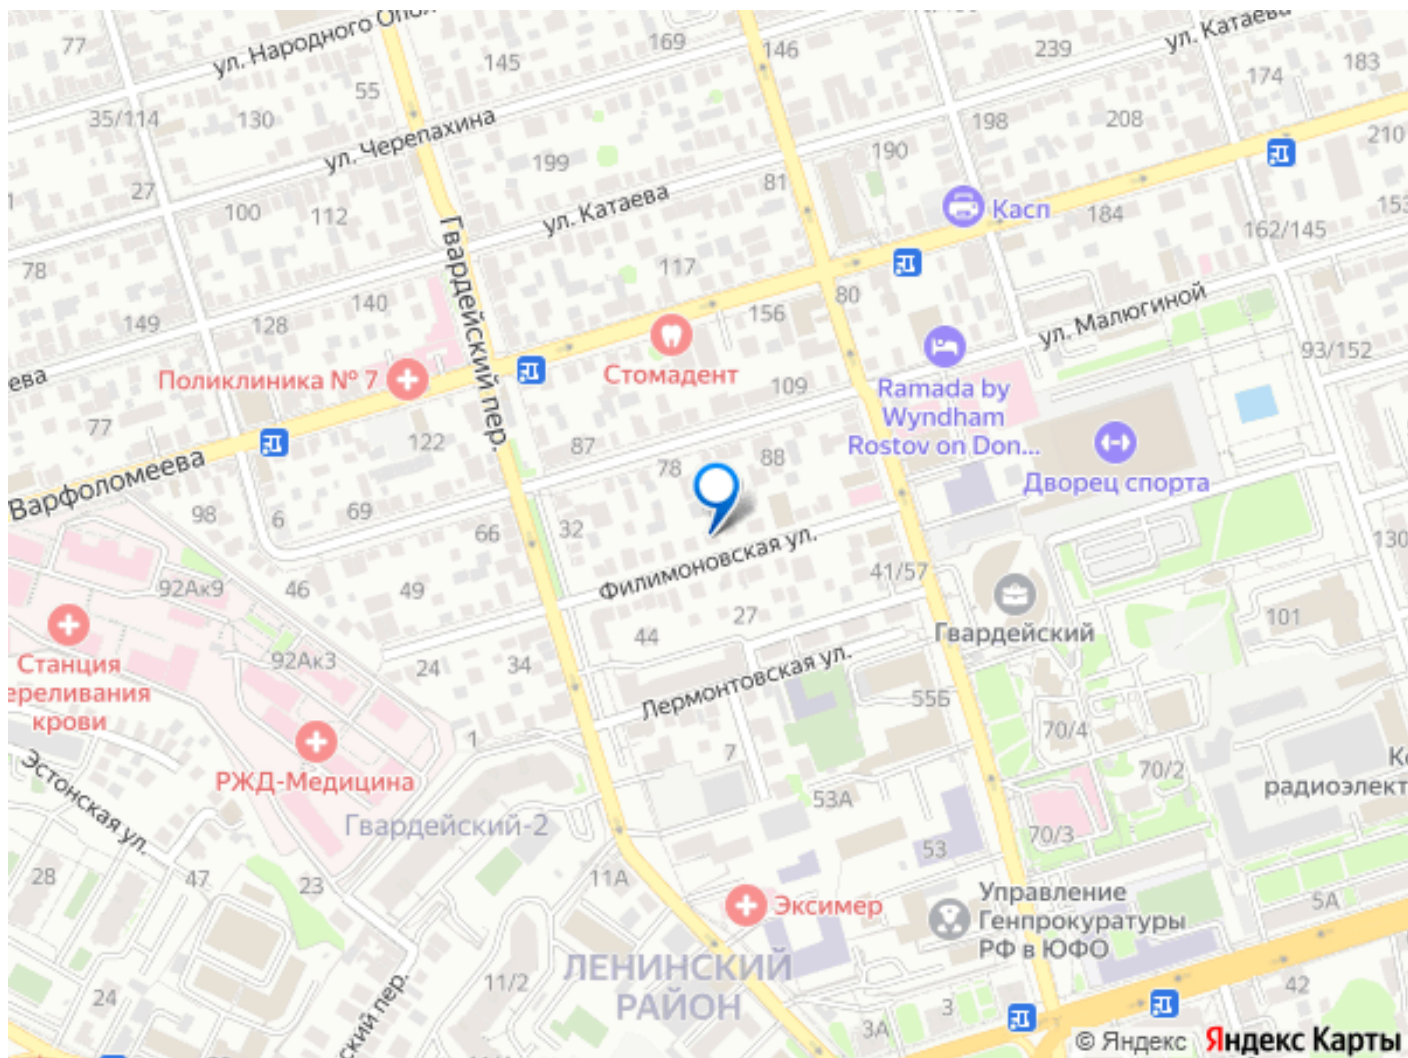 77
ул. Народного Опол
169
146
ул. Катаева
239
183
174
145
55
35/114
130
ул. Черепахина
198
208
210
199
190
27
81
100
112
ул. Катаева
Касп
184
153
162/145
Гвардейский пер.
78
117
140
80
149
128
156
ул. Малюгиной
93/152
ева
Поликлиника № 7
Стомадент
109
Ramada by
Wyndham
Rostov on Don...
77
122
87
78
88
Дворец спорта
Варфоломеева
98
6
69
66
32
130
Филимоновская ул.
92Ак9
46
49
41/57
27
Гвардейский
101
44
Станция
ереливания
крови
92Ак3
24
34
Лермонтовская ул.
55Б
70/4
1
7
РЖД-Медицина
70/2
Ко
радиоэлект
Эстонская ул.
53А
Гвардейский-2
70/3
53
28
47
23
11А
Эксимер
Управление
Генпрокуратуры
РФ в ЮФО
5А
ЛЕНИНСКИЙ
РАЙОН
11/2
24
ский пер.
42
3
3А
© Яндекс Яндекс Карты